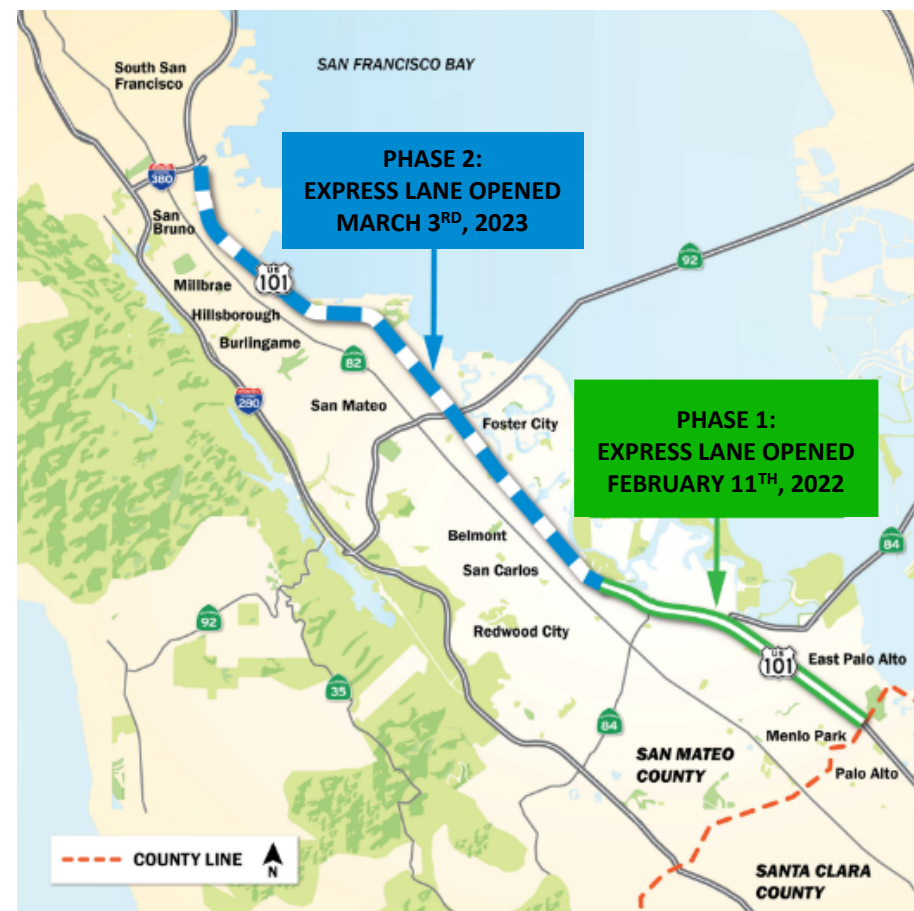 South San
Francisco
SAN FRANCISCO BAY
PHASE 2:
EXPRESS LANE OPENED
MARCH 3RD, 2023
380
San
Bruno
92
US
101
Millbrae
Hillsborough
Burlingame
82
280
San Mateo
Foster City
PHASE 1:
EXPRESS LANE OPENED
FEBRUARY 11TH, 2022
Belmont
84
San Carlos
92
Redwood City
US
101
East Palo Alto
35
84
Menlo Park
SAN MATEO
COUNTY
Palo Alto
COUNTY LINE
N
SANTA CLARA
COUNTY